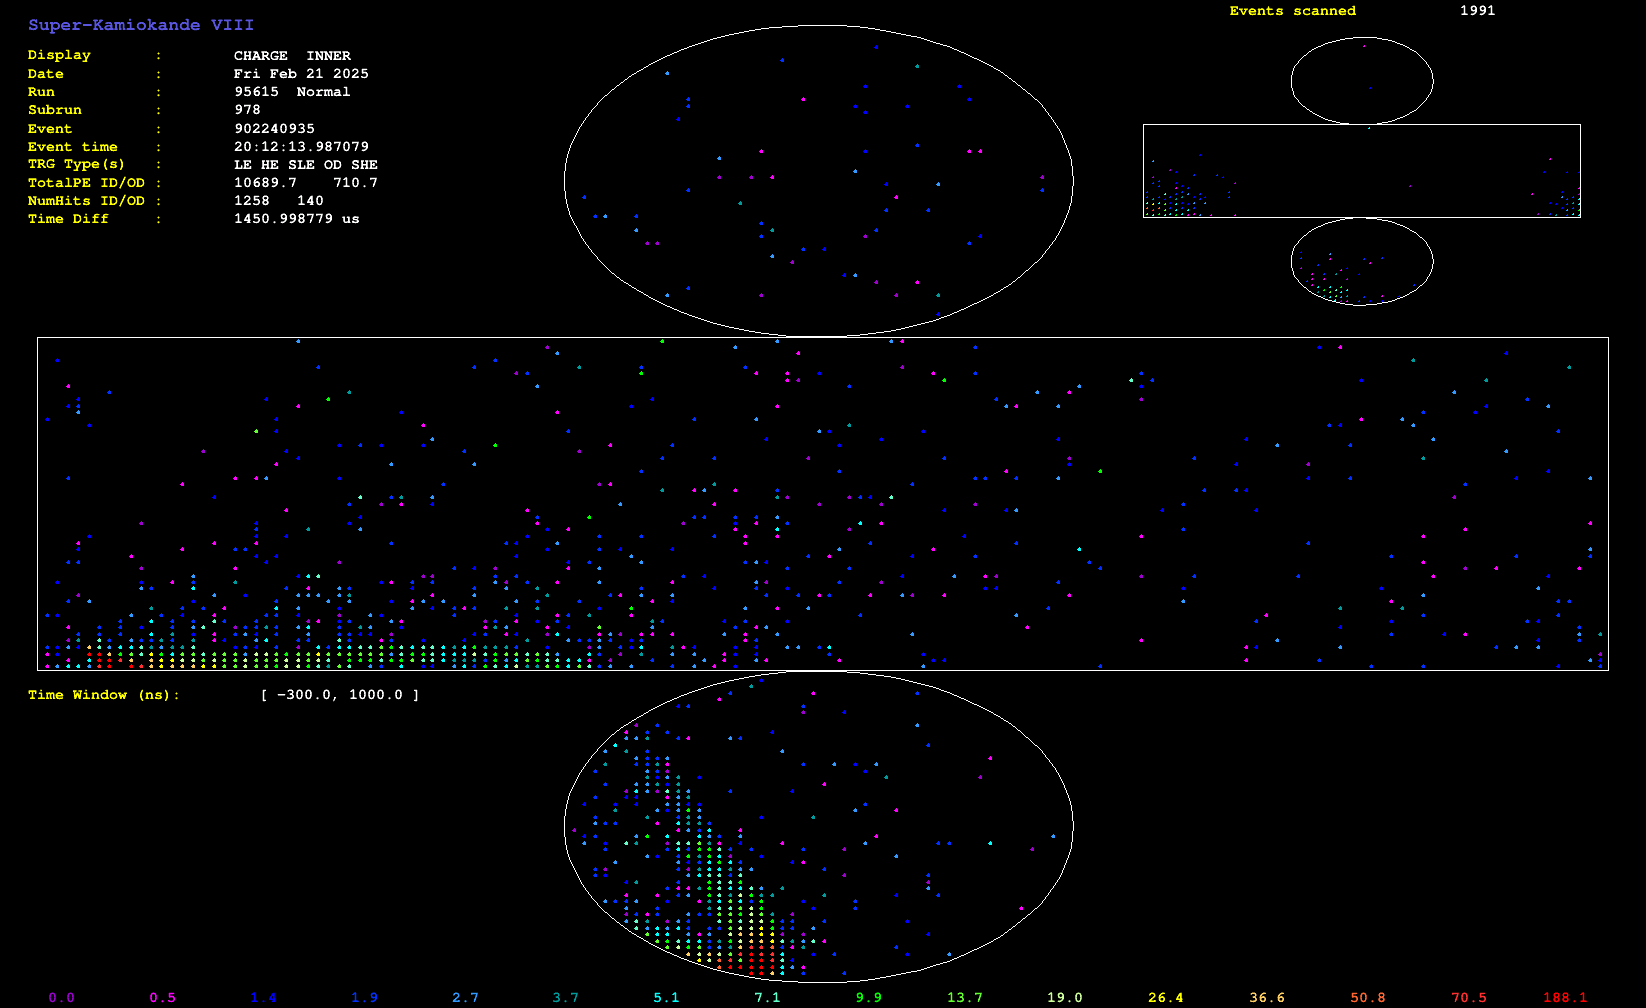 Super-Kamiokande VIII
Display : CHARGE INNER
Date : Fri Feb 21 2025
Run : 95615 Normal
Subrun : 978
Event : 902240935
Event time : 20:12:13.987079
TRG Type(s) : LE HE SLE OD SHE
TotalPE ID/OD : 10689.7 710.7
NumHits ID/OD : 1258 140
Time Diff : 1450.998779 us
Events scanned 1991
Time Window (ns): [ -300.0, 1000.0 ]
0.0 0.5 1.4 1.9 2.7 3.7 5.1 7.1 9.9 13.7 19.0 26.4 36.6 50.8 70.5 188.1